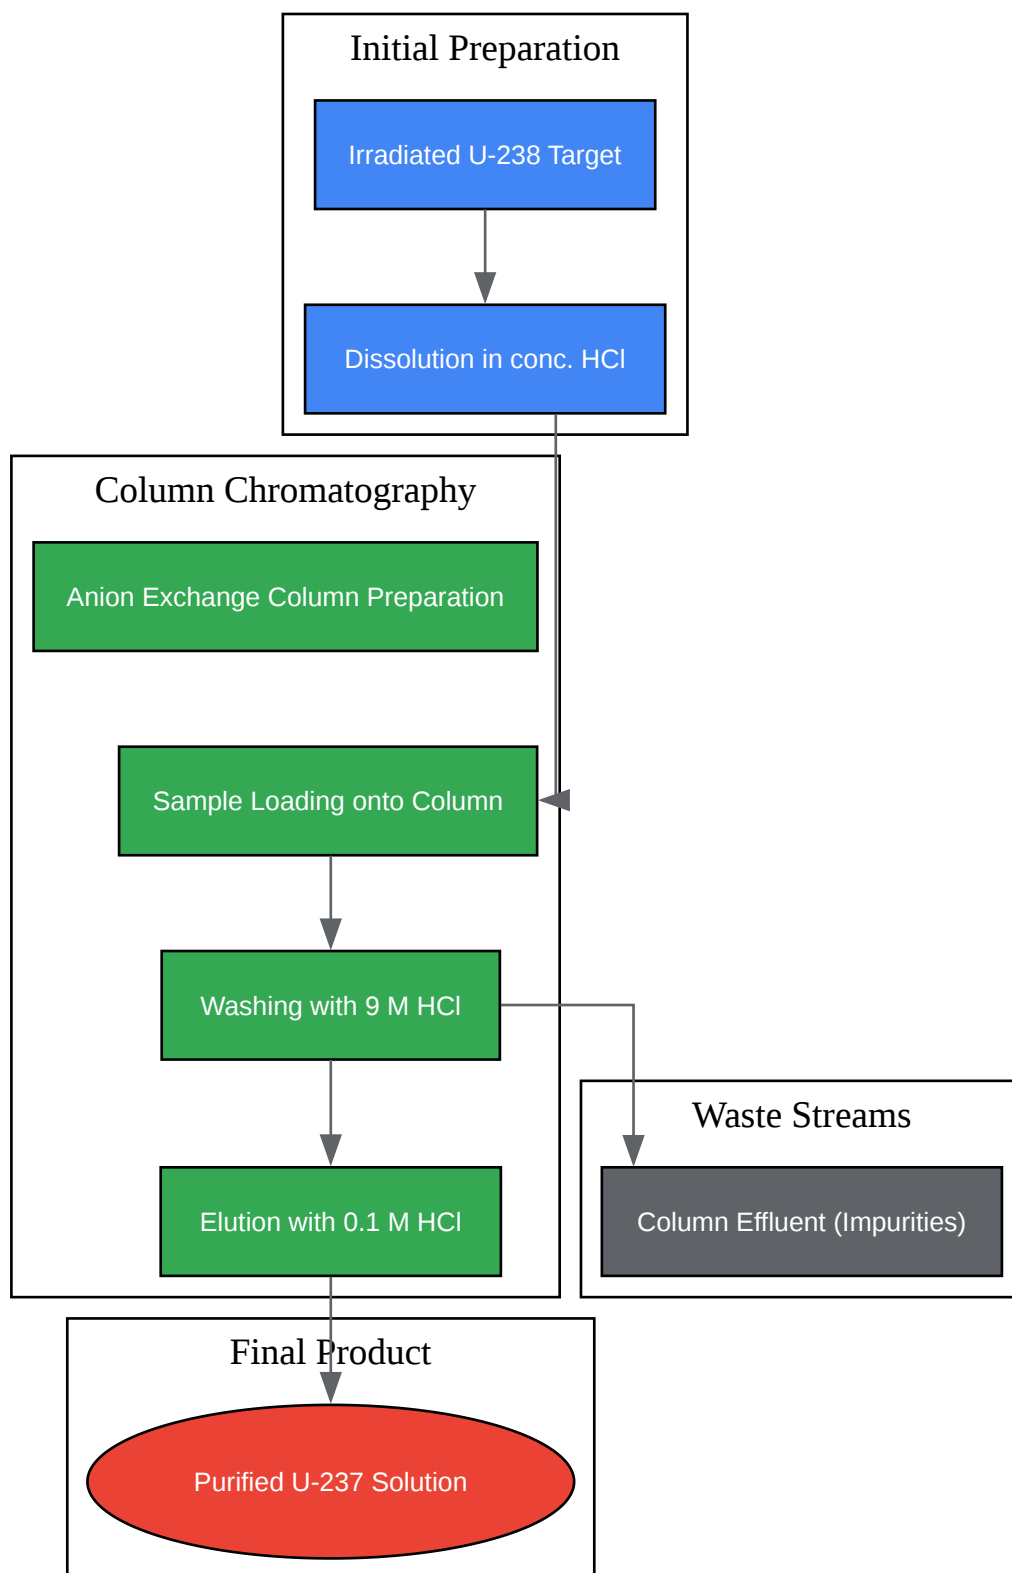 Initial Preparation
Irradiated U-238 Target
Dissolution in conc. HCl
Column Chromatography
Anion Exchange Column Preparation
Sample Loading onto Column
Washing with 9 M HCl
Waste Streams
Elution with 0.1 M HCl
Column Effluent (Impurities)
Final Product
Purified U-237 Solution